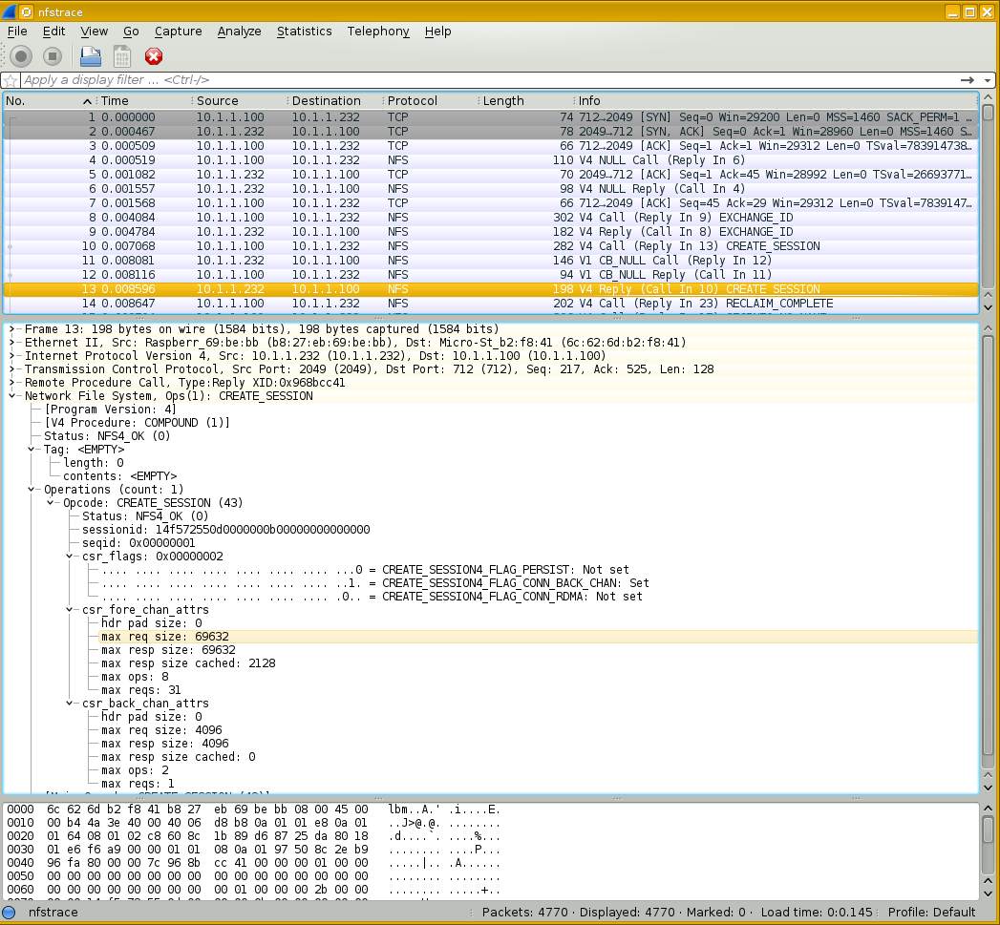 nfstrace
File Edit View Go Capture Analyze Statistics Telephony Help
Apply a display filter ... <Ctrl-/>
No. Time Source Destination Protocol Length Info
1 0.000000 10.1.1.100 10.1.1.232 TCP 74 712→2049 [SYN] Seq=0 Win=29200 Len=0 MSS=1460 SACK_PERM=1 …
2 0.000467 10.1.1.232 10.1.1.100 TCP 78 2049→712 [SYN, ACK] Seq=0 Ack=1 Win=28960 Len=0 MSS=1460 S…
3 0.000509 10.1.1.100 10.1.1.232 TCP 66 712→2049 [ACK] Seq=1 Ack=1 Win=29312 Len=0 TSval=783914738…
4 0.000519 10.1.1.100 10.1.1.232 NFS 110 V4 NULL Call (Reply In 6)
5 0.001082 10.1.1.232 10.1.1.100 TCP 70 2049→712 [ACK] Seq=1 Ack=45 Win=28992 Len=0 TSval=26693771…
6 0.001557 10.1.1.232 10.1.1.100 NFS 98 V4 NULL Reply (Call In 4)
7 0.001568 10.1.1.100 10.1.1.232 TCP 66 712→2049 [ACK] Seq=45 Ack=29 Win=29312 Len=0 TSval=7839147…
8 0.004084 10.1.1.100 10.1.1.232 NFS 302 V4 Call (Reply In 9) EXCHANGE_ID
9 0.004784 10.1.1.232 10.1.1.100 NFS 182 V4 Reply (Call In 8) EXCHANGE_ID
10 0.007068 10.1.1.100 10.1.1.232 NFS 282 V4 Call (Reply In 13) CREATE_SESSION
11 0.008081 10.1.1.232 10.1.1.100 NFS 146 V1 CB_NULL Call (Reply In 12)
12 0.008116 10.1.1.100 10.1.1.232 NFS 94 V1 CB_NULL Reply (Call In 11)
13 0.008596 10.1.1.232 10.1.1.100 NFS 198 V4 Reply (Call In 10) CREATE_SESSION
14 0.008647 10.1.1.100 10.1.1.232 NFS 202 V4 Call (Reply In 23) RECLAIM_COMPLETE
Frame 13: 198 bytes on wire (1584 bits), 198 bytes captured (1584 bits)
Ethernet II, Src: Raspberr_69:be:bb (b8:27:eb:69:be:bb), Dst: Micro-St_b2:f8:41 (6c:62:6d:b2:f8:41)
Internet Protocol Version 4, Src: 10.1.1.232 (10.1.1.232), Dst: 10.1.1.100 (10.1.1.100)
Transmission Control Protocol, Src Port: 2049 (2049), Dst Port: 712 (712), Seq: 217, Ack: 525, Len: 128
Remote Procedure Call, Type:Reply XID:0x968bcc41
Network File System, Ops(1): CREATE_SESSION
[Program Version: 4]
[V4 Procedure: COMPOUND (1)]
Status: NFS4_OK (0)
Tag: <EMPTY>
length: 0
contents: <EMPTY>
Operations (count: 1)
Opcode: CREATE_SESSION (43)
Status: NFS4_OK (0)
sessionid: 14f572550d0000000b00000000000000
seqid: 0x00000001
csr_flags: 0x00000002
.... .... .... .... .... .... .... ...0 = CREATE_SESSION4_FLAG_PERSIST: Not set
.... .... .... .... .... .... .... ..1. = CREATE_SESSION4_FLAG_CONN_BACK_CHAN: Set
.... .... .... .... .... .... .... .0.. = CREATE_SESSION4_FLAG_CONN_RDMA: Not set
csr_fore_chan_attrs
hdr pad size: 0
max req size: 69632
max resp size: 69632
max resp size cached: 2128
max ops: 8
max reqs: 31
csr_back_chan_attrs
hdr pad size: 0
max req size: 4096
max resp size: 4096
max resp size cached: 0
max ops: 2
max reqs: 1
0000 6c 62 6d b2 f8 41 b8 27 eb 69 be bb 08 00 45 00 lbm..A.' .i....E.
0010 00 b4 4a 3e 40 00 40 06 d8 b8 0a 01 01 e8 0a 01 ..J>@.@. ........
0020 01 64 08 01 02 c8 60 8c 1b 89 d6 87 25 da 80 18 .d....`. ....%...
0030 01 e6 f6 a9 00 00 01 01 08 0a 01 97 50 8c 2e b9 ........ ....P...
0040 96 fa 80 00 00 7c 96 8b cc 41 00 00 00 01 00 00 .....|.. .A......
0050 00 00 00 00 00 00 00 00 00 00 00 00 00 00 00 00 ........ ........
0060 00 00 00 00 00 00 00 00 00 01 00 00 00 2b 00 00 ........ .....+..
nfstrace Packets: 4770 · Displayed: 4770 · Marked: 0 · Load time: 0:0.145 Profile: Default